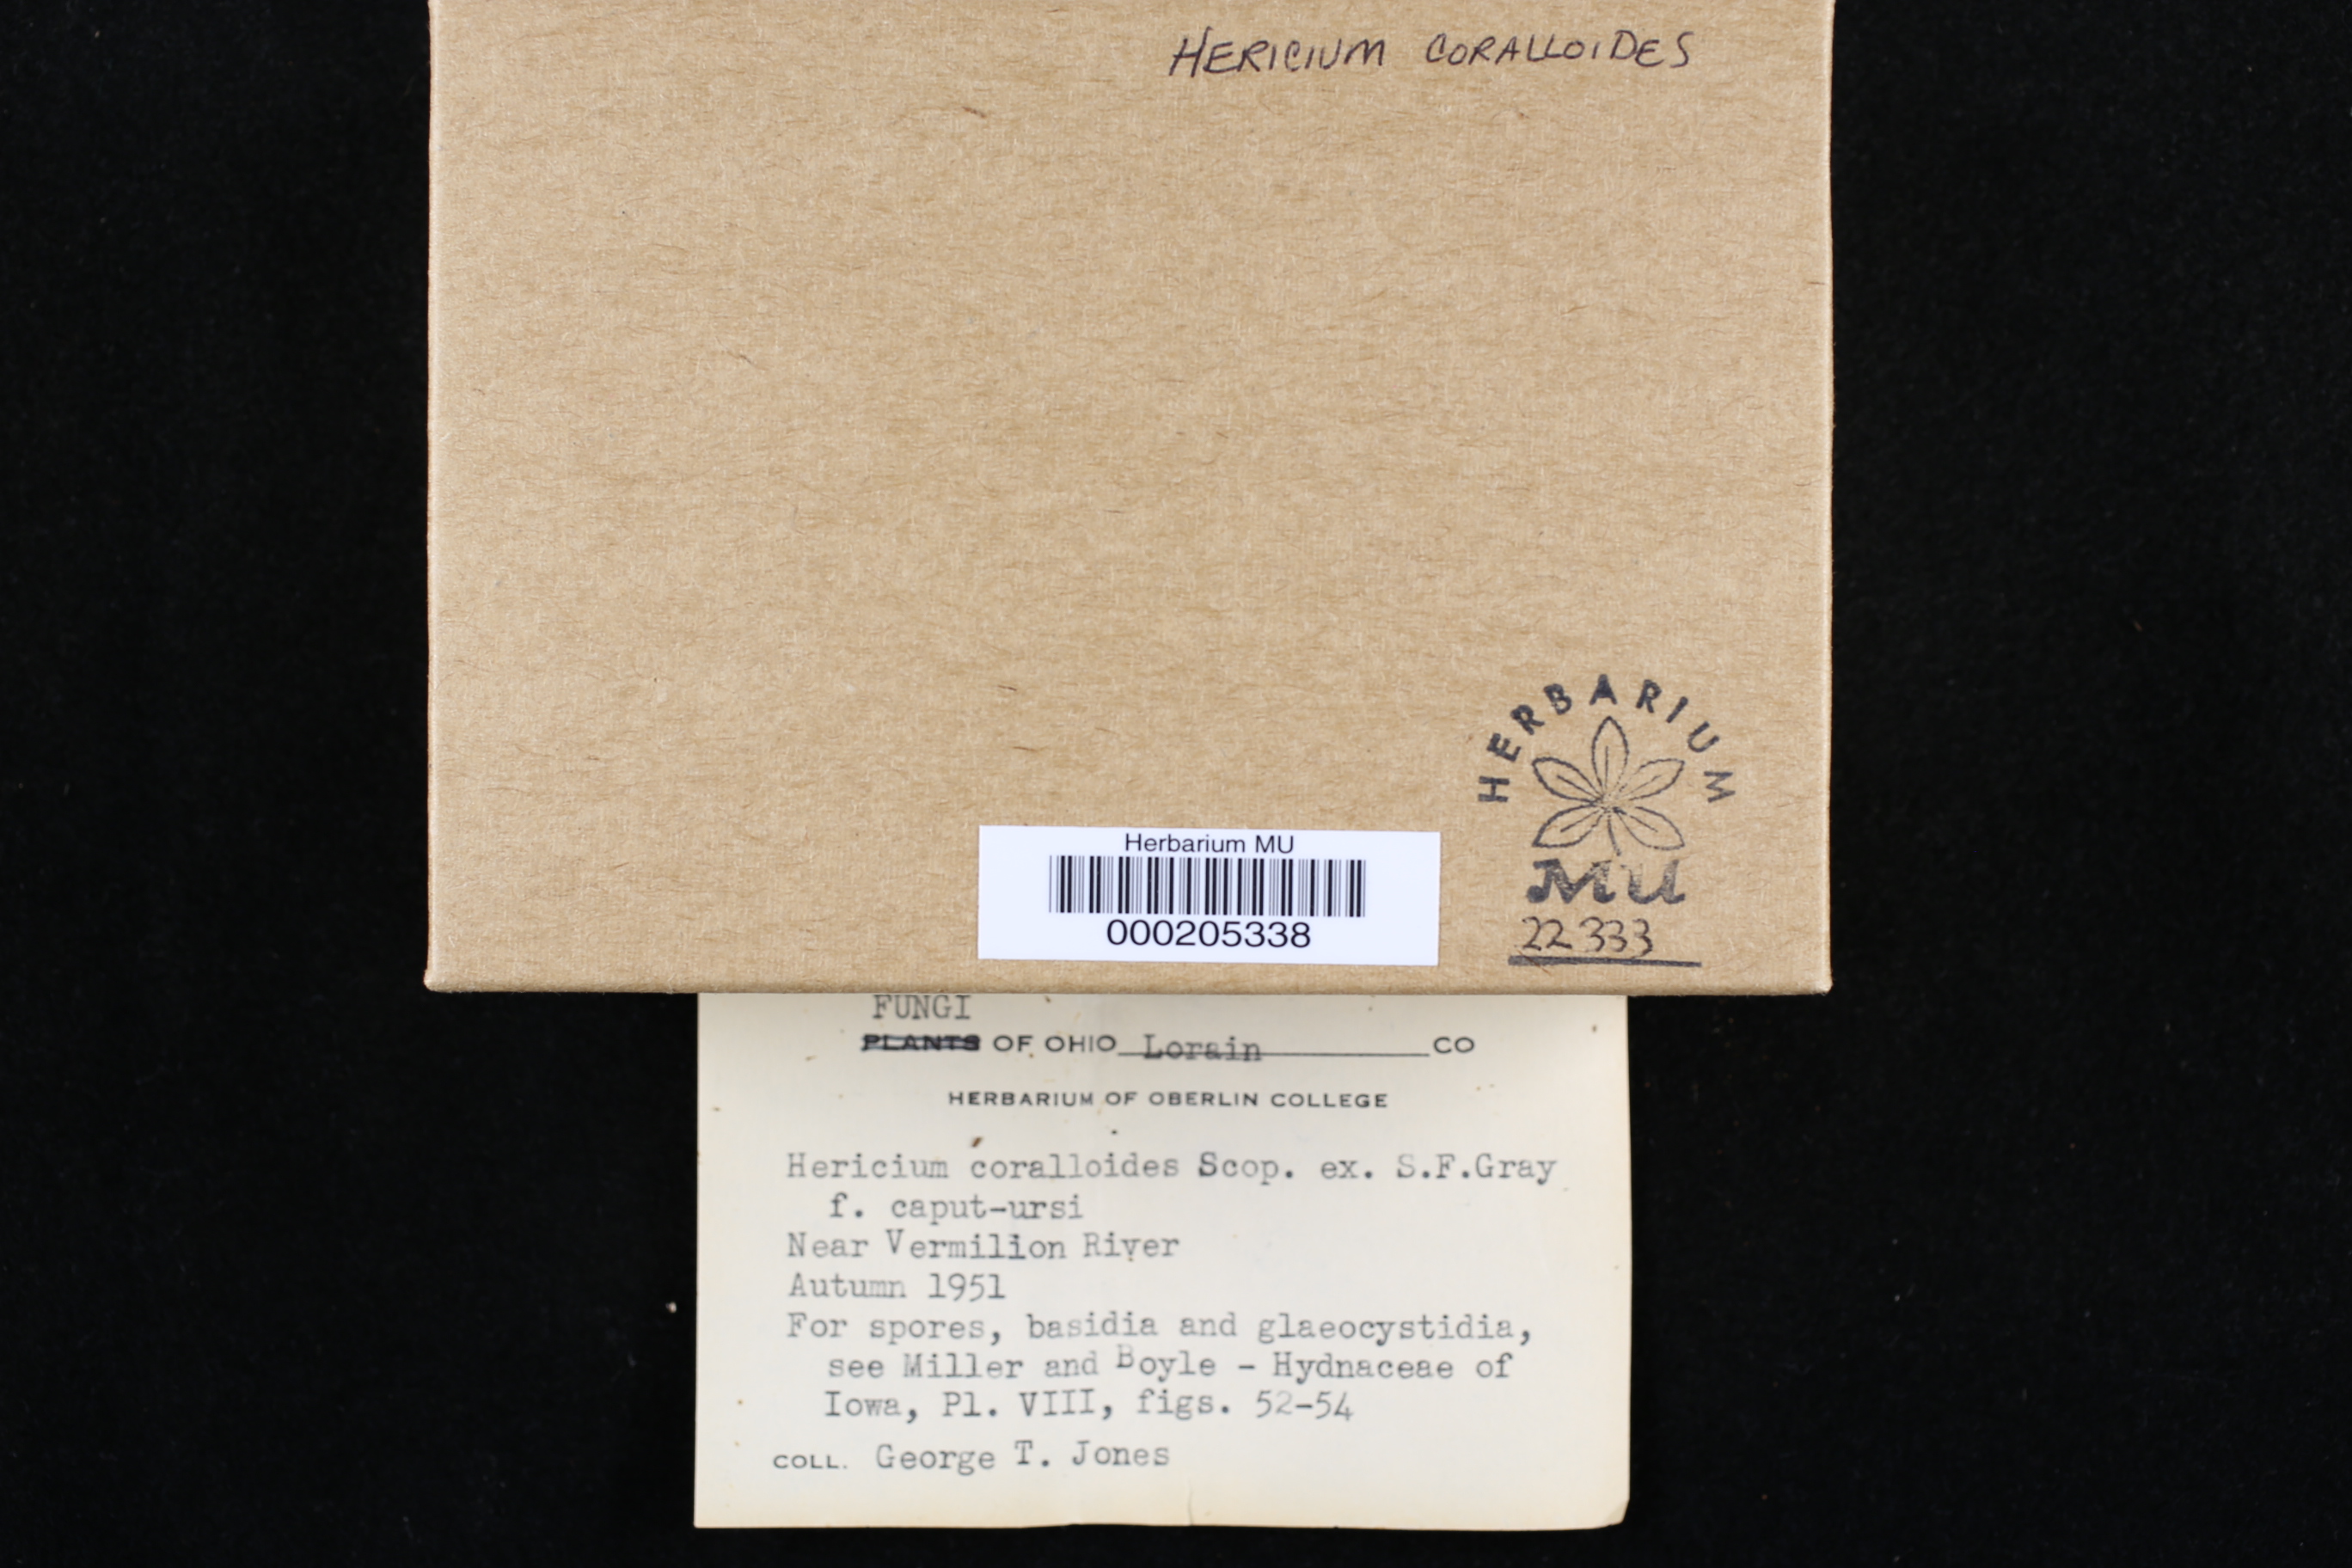 HERICIUM CORALLOIDES
HERBARIUM
MU
22333
Herbarium MU
000205338
FUNGI
PLANTS OF OHIO Lorain CO
HERBARIUM OF OBERLIN COLLEGE
Hericium coralloides Scop. ex. S.F.Gray
f. caput-ursi
Near Vermilion River
Autumn 1951
For spores, basidia and glaeocystidia,
see Miller and Boyle - Hydnaceae of
Iowa, Pl. VIII, figs. 52-54
COLL. George T. Jones